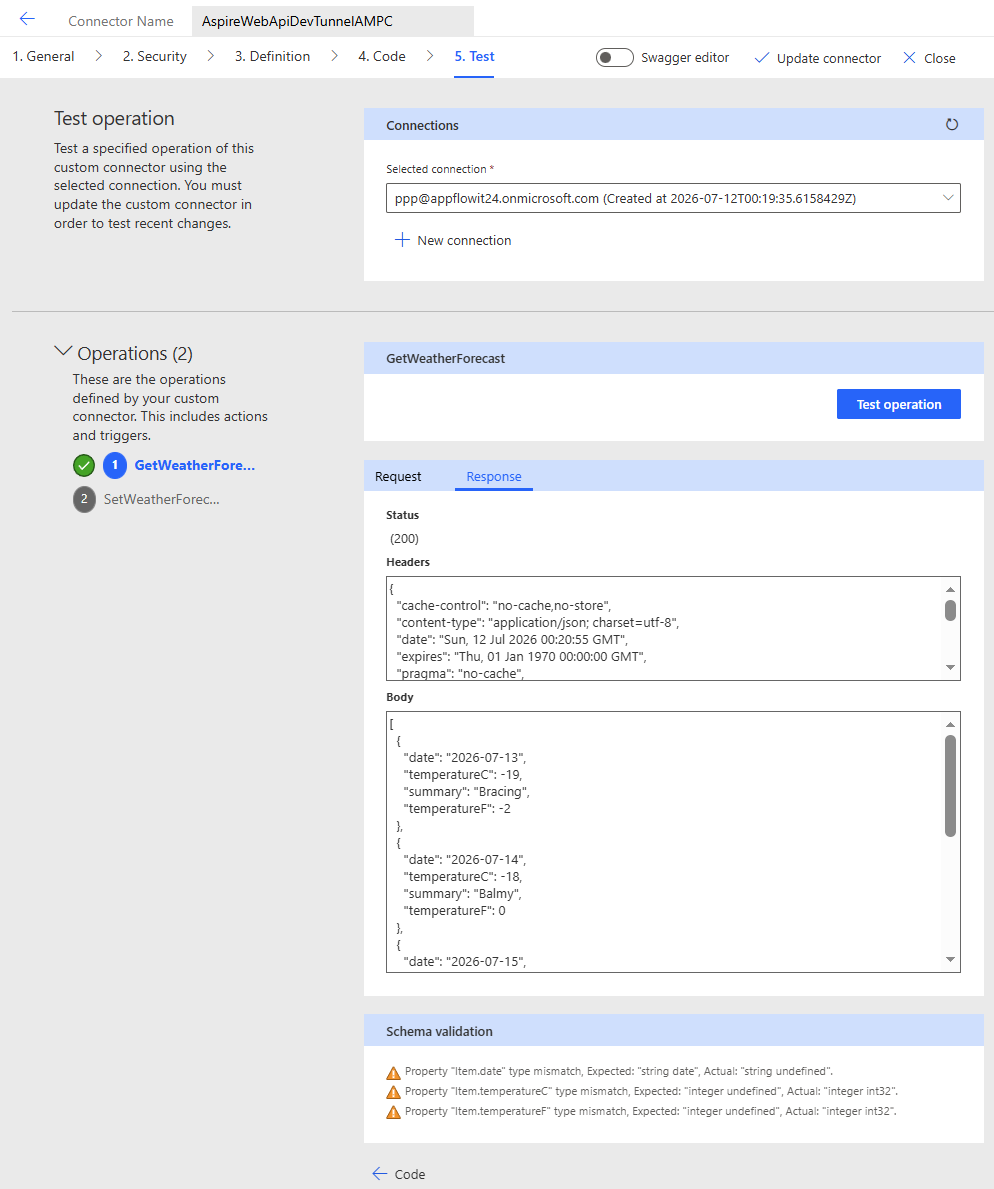 Connector Name AspireWebApiDevTunnelAMPC
1. General 2. Security 3. Definition 4. Code 5. Test Swagger editor Update connector Close
Test operation
Test a specified operation of this
custom connector using the
selected connection. You must
update the custom connector in
order to test recent changes.
Connections
Selected connection *
ppp@appflowit24.onmicrosoft.com (Created at 2026-07-12T00:19:35.6158429Z)
New connection
Operations (2)
These are the operations
defined by your custom
connector. This includes actions
and triggers.
1 GetWeatherFore...
2 SetWeatherForec...
GetWeatherForecast
Test operation
Request Response
Status
(200)
Headers
{
"cache-control": "no-cache,no-store",
"content-type": "application/json; charset=utf-8",
"date": "Sun, 12 Jul 2026 00:20:55 GMT",
"expires": "Thu, 01 Jan 1970 00:00:00 GMT",
"pragma": "no-cache",
Body
[
{
"date": "2026-07-13",
"temperatureC": -19,
"summary": "Bracing",
"temperatureF": -2
},
{
"date": "2026-07-14",
"temperatureC": -18,
"summary": "Balmy",
"temperatureF": 0
},
{
"date": "2026-07-15",
Schema validation
Property "Item.date" type mismatch, Expected: "string date", Actual: "string undefined".
Property "Item.temperatureC" type mismatch, Expected: "integer undefined", Actual: "integer int32".
Property "Item.temperatureF" type mismatch, Expected: "integer undefined", Actual: "integer int32".
Code